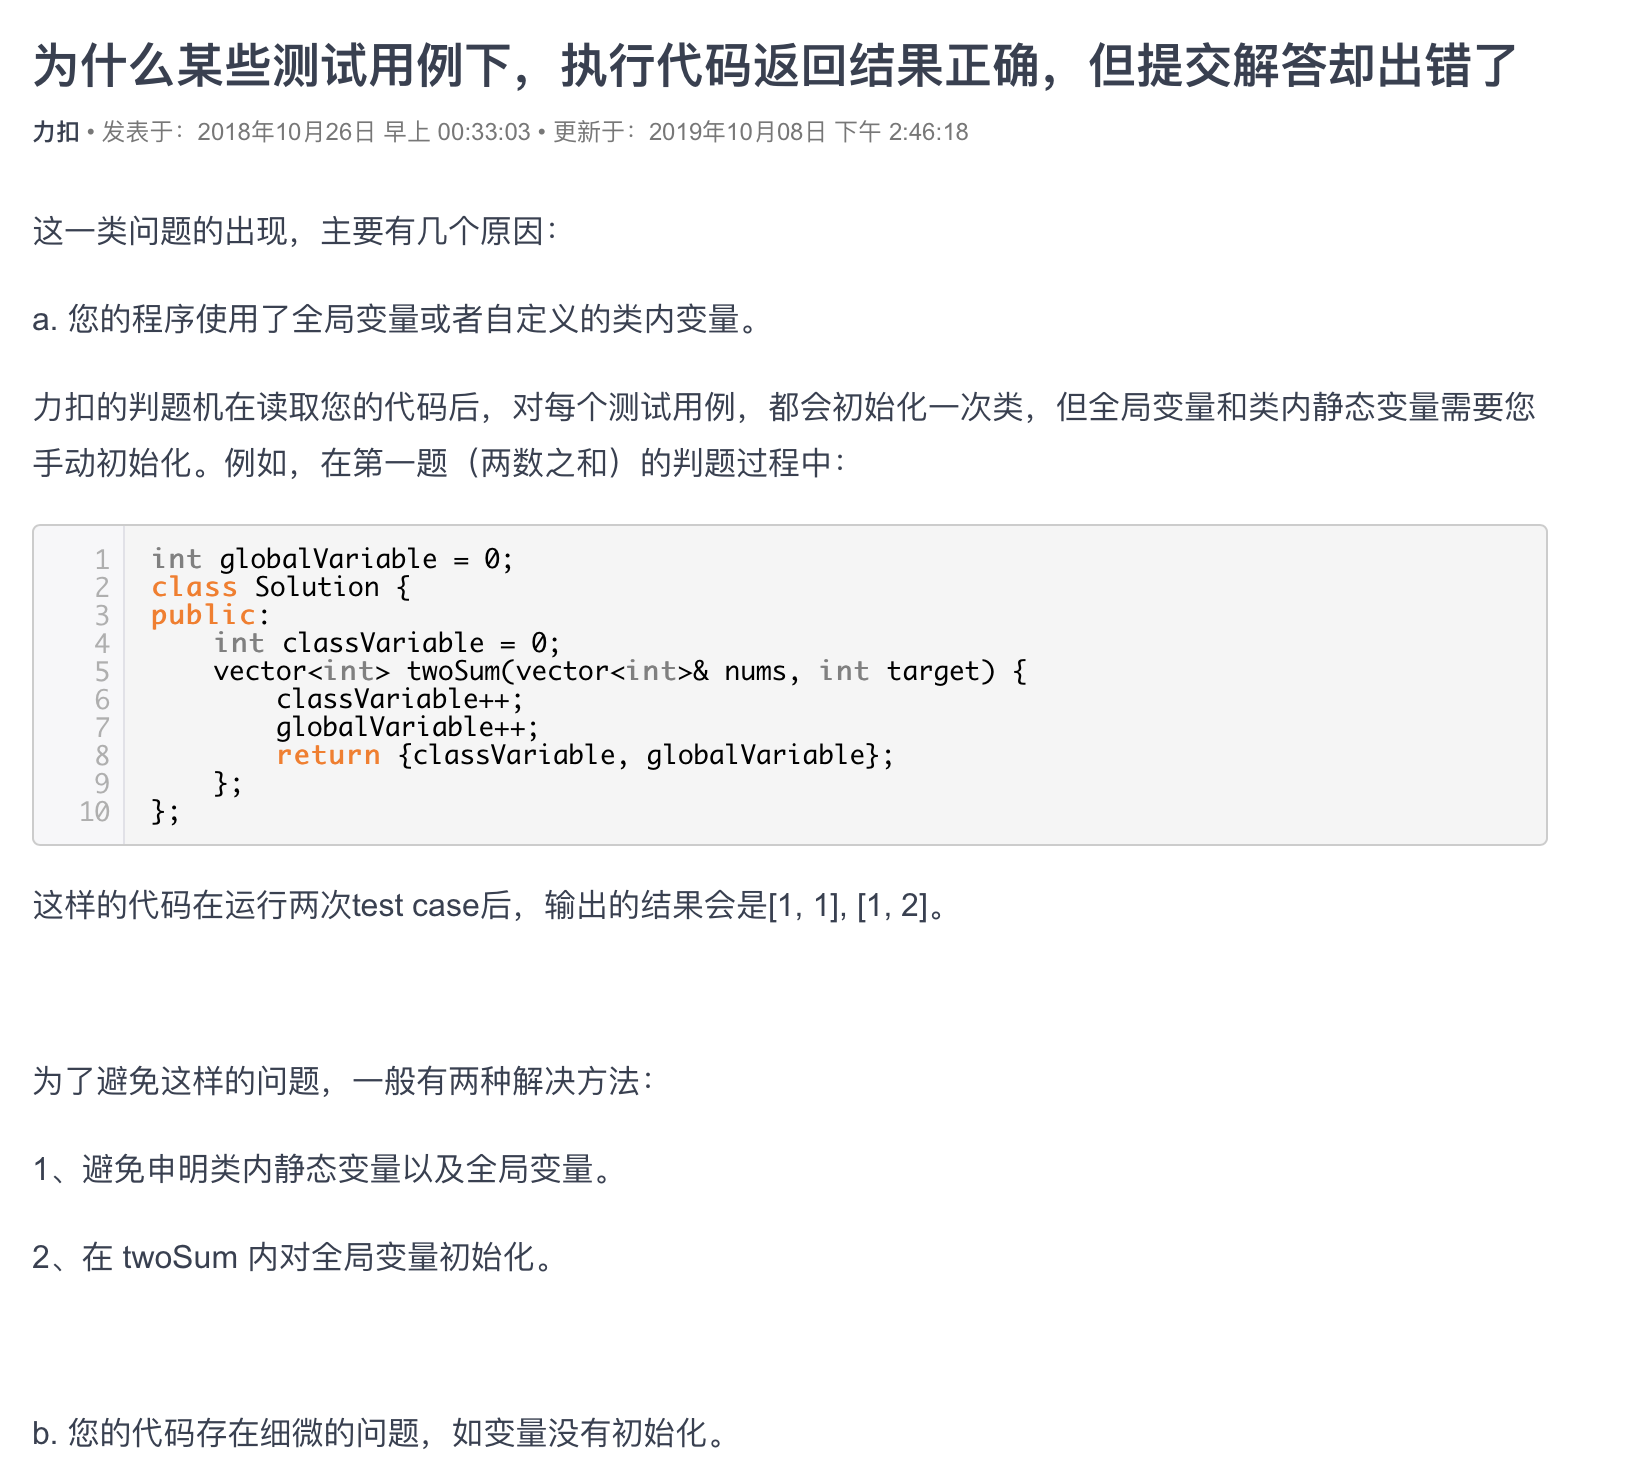 为什么某些测试用例下，执行代码返回结果正确，但提交解答却出错了
力扣 • 发表于：2018年10月26日 早上 00:33:03 • 更新于：2019年10月08日 下午 2:46:18
这一类问题的出现，主要有几个原因：
a. 您的程序使用了全局变量或者自定义的类内变量。
力扣的判题机在读取您的代码后，对每个测试用例，都会初始化一次类，但全局变量和类内静态变量需要您
手动初始化。例如，在第一题（两数之和）的判题过程中：
1 int globalVariable = 0;
2 class Solution {
3 public:
4     int classVariable = 0;
5     vector<int> twoSum(vector<int>& nums, int target) {
6         classVariable++;
7         globalVariable++;
8         return {classVariable, globalVariable};
9     };
10 };
这样的代码在运行两次test case后，输出的结果会是[1, 1], [1, 2]。
为了避免这样的问题，一般有两种解决方法：
1、避免申明类内静态变量以及全局变量。
2、在 twoSum 内对全局变量初始化。
b. 您的代码存在细微的问题，如变量没有初始化。